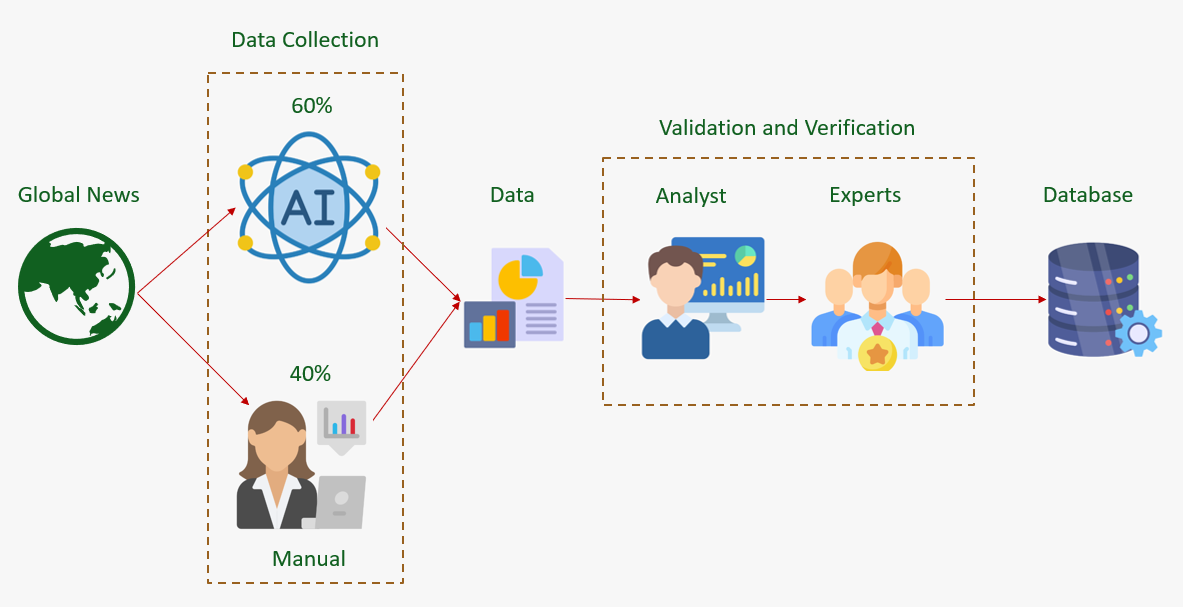 Data Collection
60%
AI
Global News
40%
Manual
Data
Validation and Verification
Analyst
Experts
Database